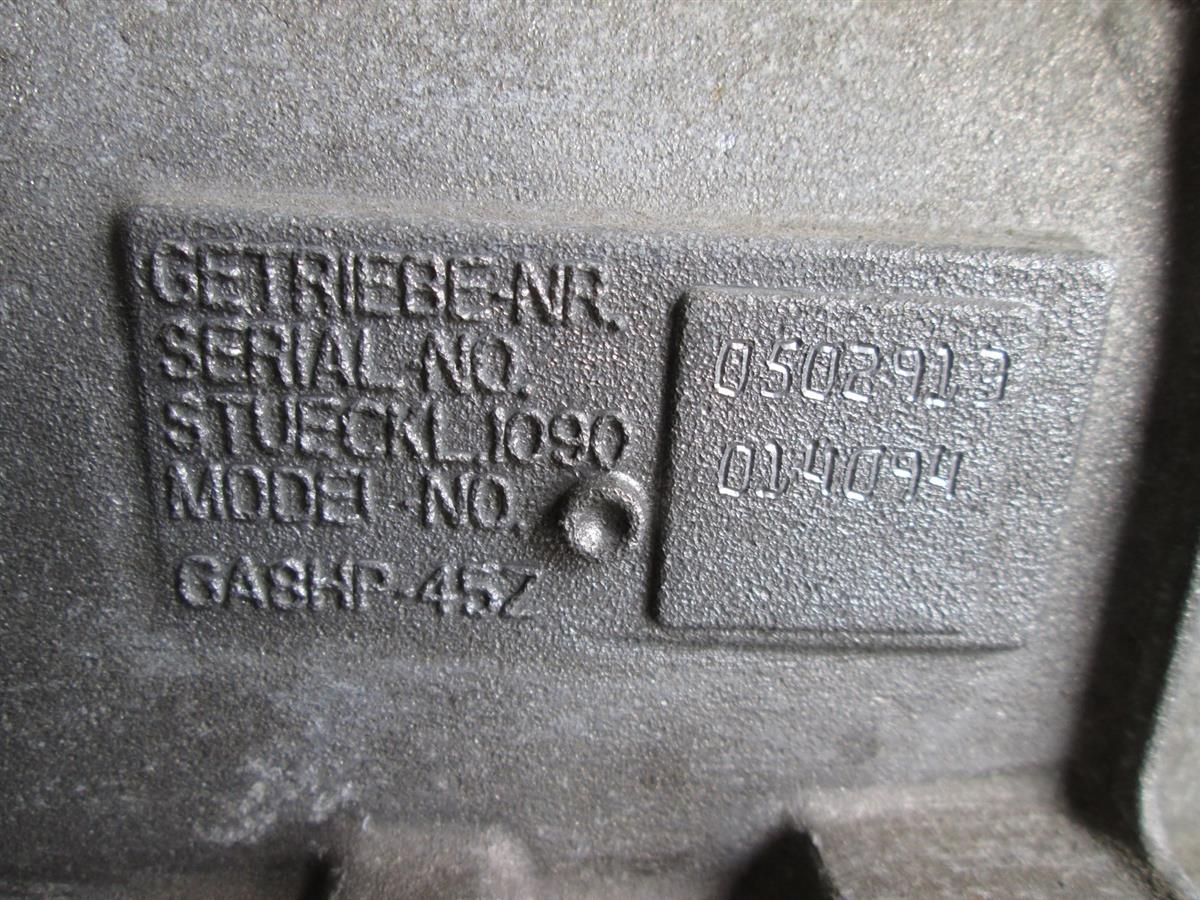 GETRIEBE-NR.
SERIAL-NO.
0502913
STUECKL.1090
MODEL-NO.
014094
GA8HP-45Z